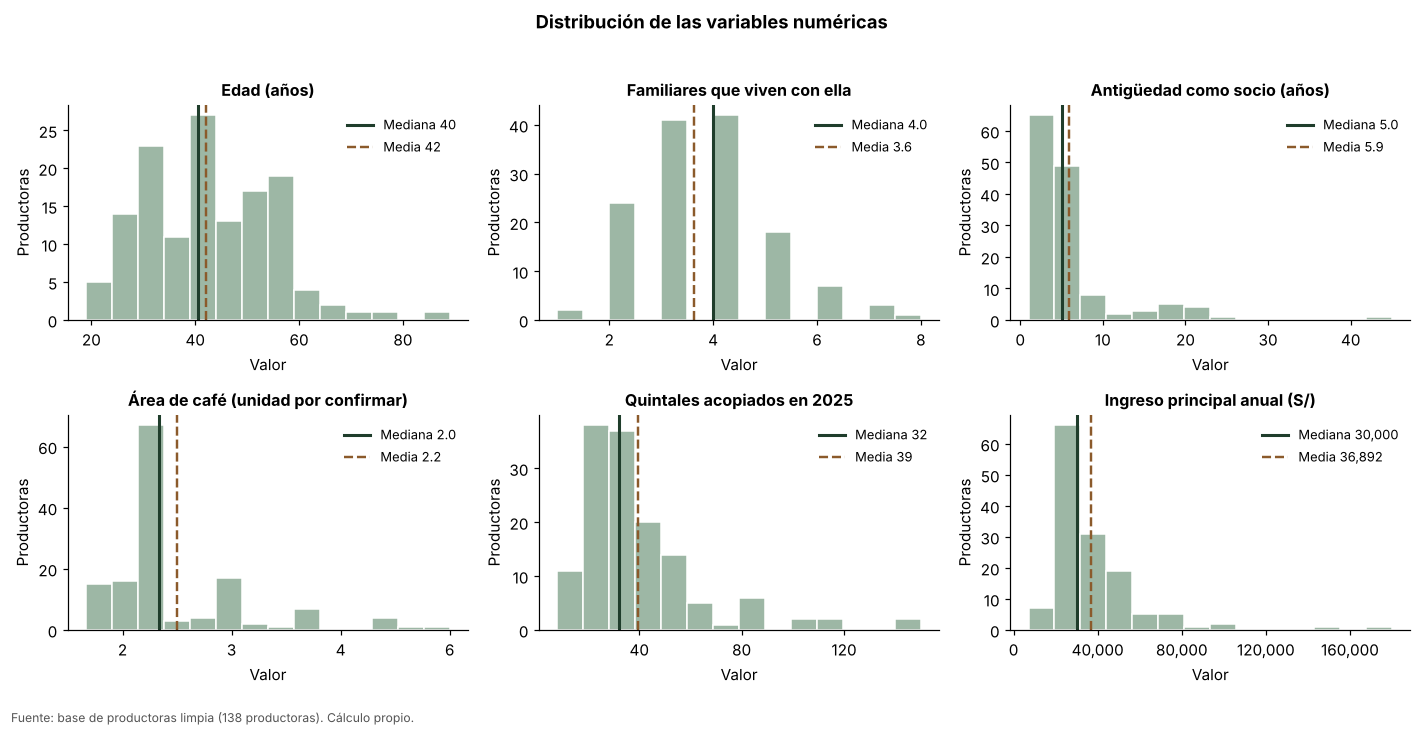 Distribución de las variables numéricas
Edad (años)
Productoras
25
20
15
10
5
0
20 40 60 80
Valor
Mediana 40
Media 42
Familiares que viven con ella
Productoras
40
30
20
10
0
2 4 6 8
Valor
Mediana 4.0
Media 3.6
Antigüedad como socio (años)
Productoras
60
50
40
30
20
10
0
0 10 20 30 40
Valor
Mediana 5.0
Media 5.9
Área de café (unidad por confirmar)
Productoras
60
40
20
0
2 3 4 6
Valor
Mediana 2.0
Media 2.2
Quintales acopiados en 2025
Productoras
30
20
10
0
40 80 120
Valor
Mediana 32
Media 39
Ingreso principal anual (S/)
Productoras
60
50
40
30
20
10
0
0 40,000 80,000 120,000 160,000
Valor
Mediana 30,000
Media 36,892
Fuente: base de productoras limpia (138 productoras). Cálculo propio.